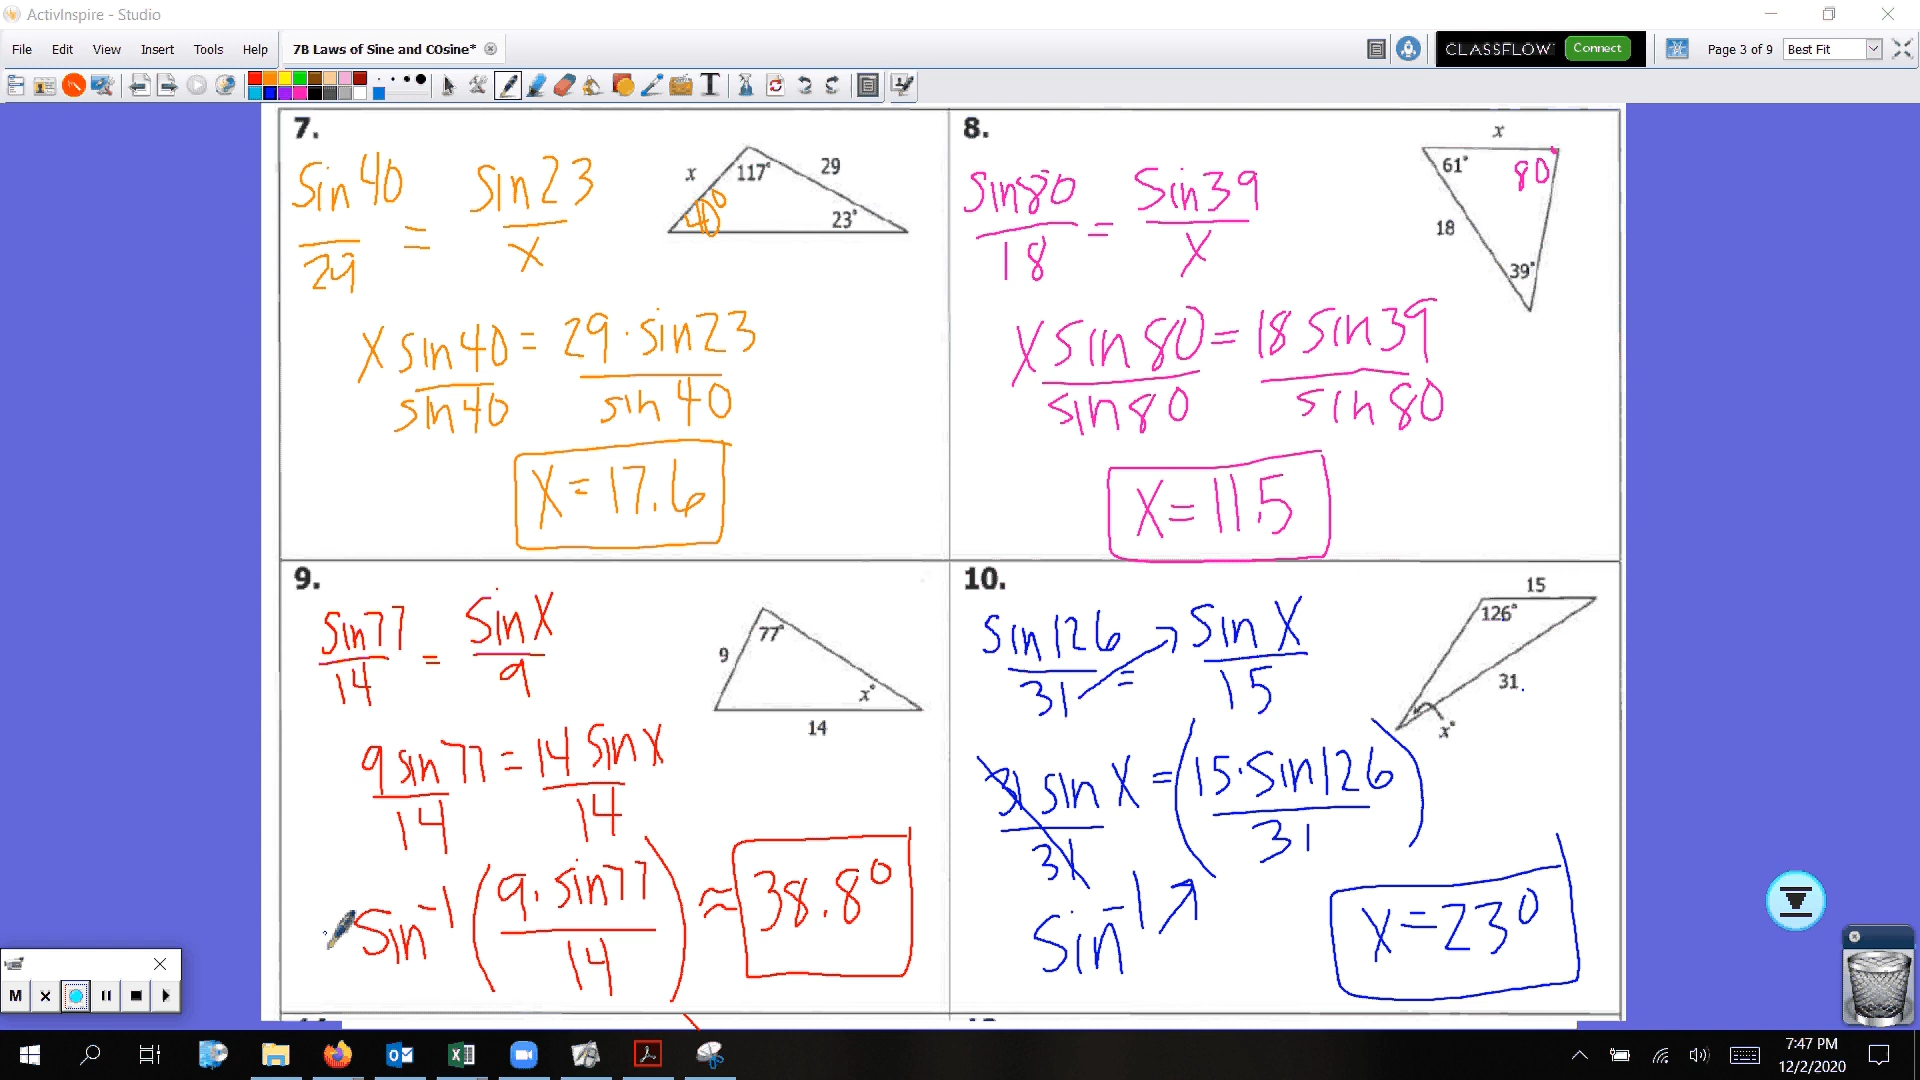 ActivInspire - Studio
File Edit View Insert Tools Help 7B Laws of Sine and COsine*
CLASSFLOW Connect Page 3 of 9 Best Fit
7.
sin 40 / 29 = sin 23 / x
x 117° 29 40° 23°
x sin 40 / sin 40 = 29 · sin 23 / sin 40
x = 17.6
8.
sin 80 / 18 = sin 39 / x
x 61° 80 18 39°
x sin 80 / sin 80 = 18 sin 39 / sin 80
x = 11.5
9.
sin 77 / 14 = sin x / 9
77° 9 x° 14
9 sin 77 / 14 = 14 sin x / 14
sin⁻¹ (9 · sin 77 / 14) ≈ 38.8°
10.
sin 126 / 31 = sin x / 15
15 126° 31 x°
31 sin x / 31 = (15 · sin 126 / 31)
sin⁻¹
x = 23°
M
7:47 PM
12/2/2020